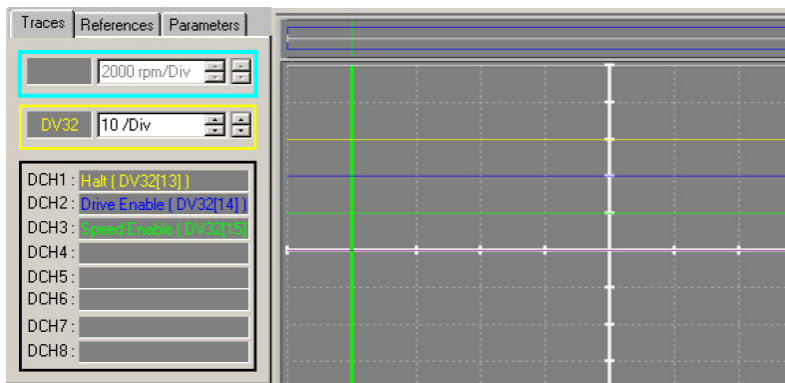 Traces References Parameters
2000 rpm/Div
DV32 10 /Div
DCH1 : Halt ( DV32[13] )
DCH2 : Drive Enable ( DV32[14] )
DCH3 : Speed Enable ( DV32[15]
DCH4 :
DCH5 :
DCH6 :
DCH7 :
DCH8 :